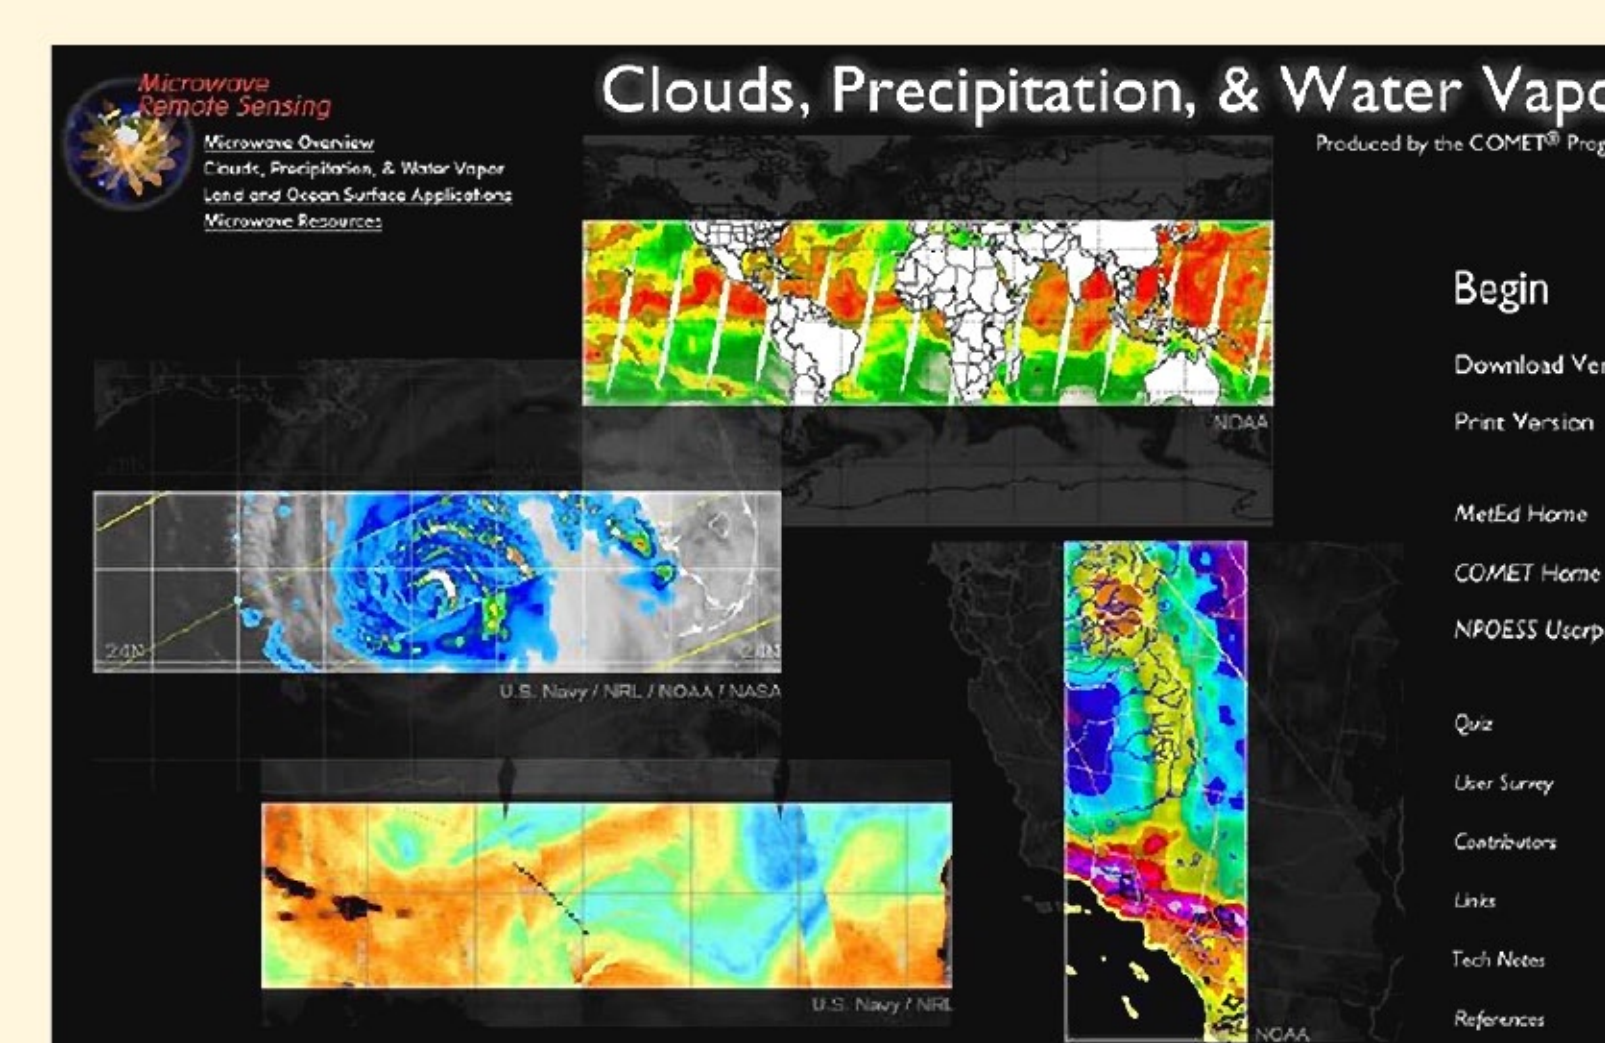 Microwave
Remote Sensing
Microwave Overview
Clouds, Precipitation, & Water Vapor
Land and Ocean Surface Applications
Microwave Resources
Clouds, Precipitation, & Water Vapo
Produced by the COMET® Prog
NOAA
24N
24N
U.S. Navy / NRL / NOAA / NASA
U.S. Navy / NRL
NOAA
Begin
Download Ver
Print Version
MetEd Home
COMET Home
NPOESS Userp
Quiz
User Survey
Contributors
Links
Tech Notes
References